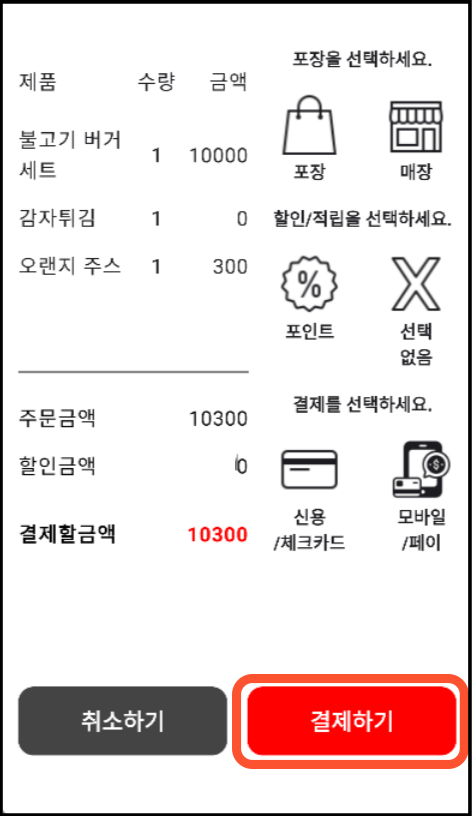 제품 수량 금액
불고기 버거 세트 1 10000
감자튀김 1 0
오랜지 주스 1 300
주문금액 10300
할인금액 0
결제할금액 10300
포장을 선택하세요.
포장 매장
할인/적립을 선택하세요.
%
포인트 선택 없음
결제를 선택하세요.
$
신용 /체크카드 모바일 /페이
취소하기 결제하기